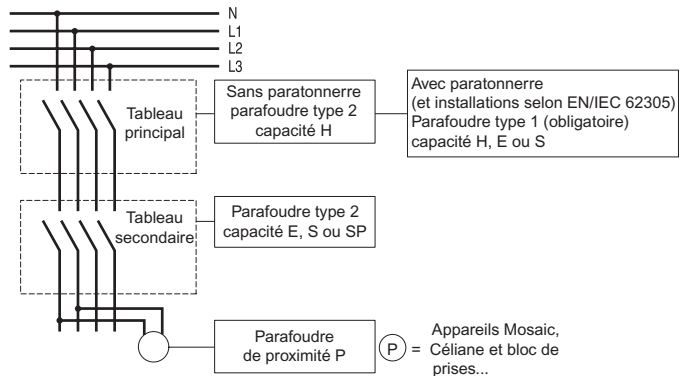 N
L1
L2
L3
Tableau
principal
Sans paratonnerre
parafoudre type 2
capacité H
Avec paratonnerre
(et installations selon EN/IEC 62305)
Parafoudre type 1 (obligatoire)
capacité H, E ou S
Tableau
secondaire
Parafoudre type 2
capacité E, S ou SP
Parafoudre
de proximité P
P = Appareils Mosaic,
Céliane et bloc de
prises...